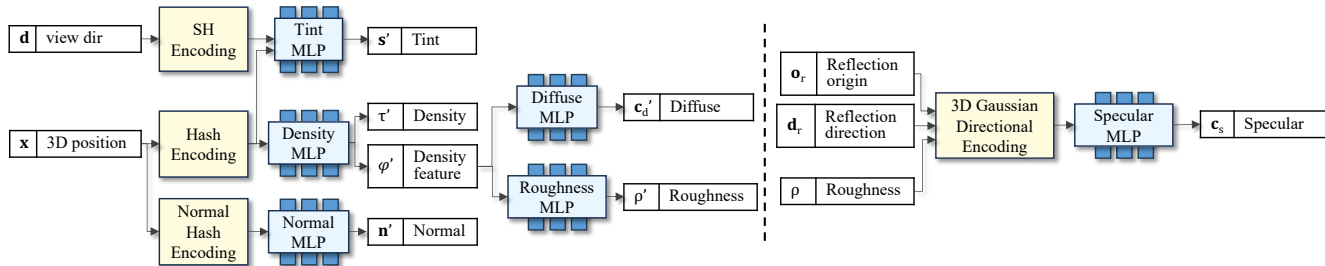 d view dir
SH
Encoding
Tint
MLP
s' Tint
x 3D position
Hash
Encoding
Density
MLP
τ' Density
φ' Density
feature
Normal
Hash
Encoding
Normal
MLP
n' Normal
Diffuse
MLP
c_d' Diffuse
Roughness
MLP
ρ' Roughness
o_r Reflection
origin
d_r Reflection
direction
ρ Roughness
3D Gaussian
Directional
Encoding
Specular
MLP
c_s Specular